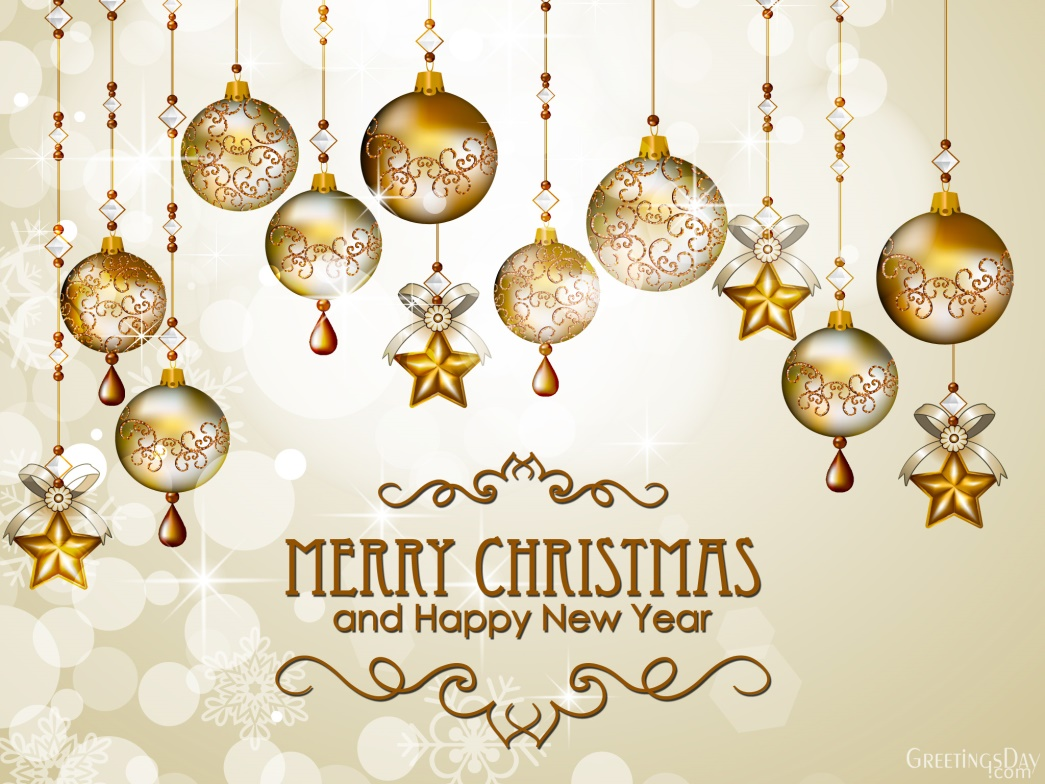 MERRY CHRISTMAS
and Happy New Year
GREETINGSDAY
.com